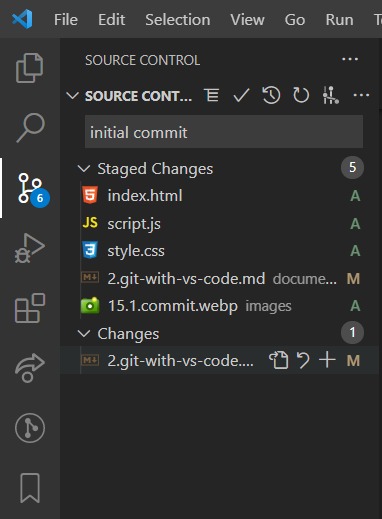 File Edit Selection View Go Run
SOURCE CONTROL
SOURCE CONT...
initial commit
Staged Changes 5
index.html A
JS script.js A
6
style.css A
2.git-with-vs-code.md docume... M
15.1.commit.webp images A
Changes 1
2.git-with-vs-code.... M